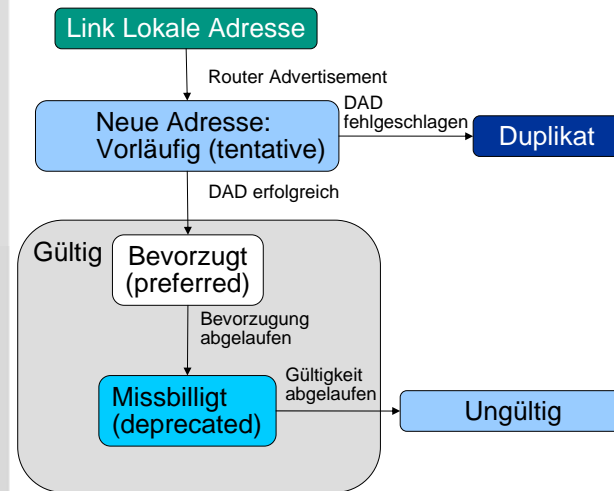 Link Lokale Adresse
Router Advertisement
Neue Adresse:
Vorläufig (tentative)
DAD
fehlgeschlagen
Duplikat
DAD erfolgreich
Gültig
Bevorzugt
(preferred)
Bevorzugung
abgelaufen
Missbilligt
(deprecated)
Gültigkeit
abgelaufen
Ungültig